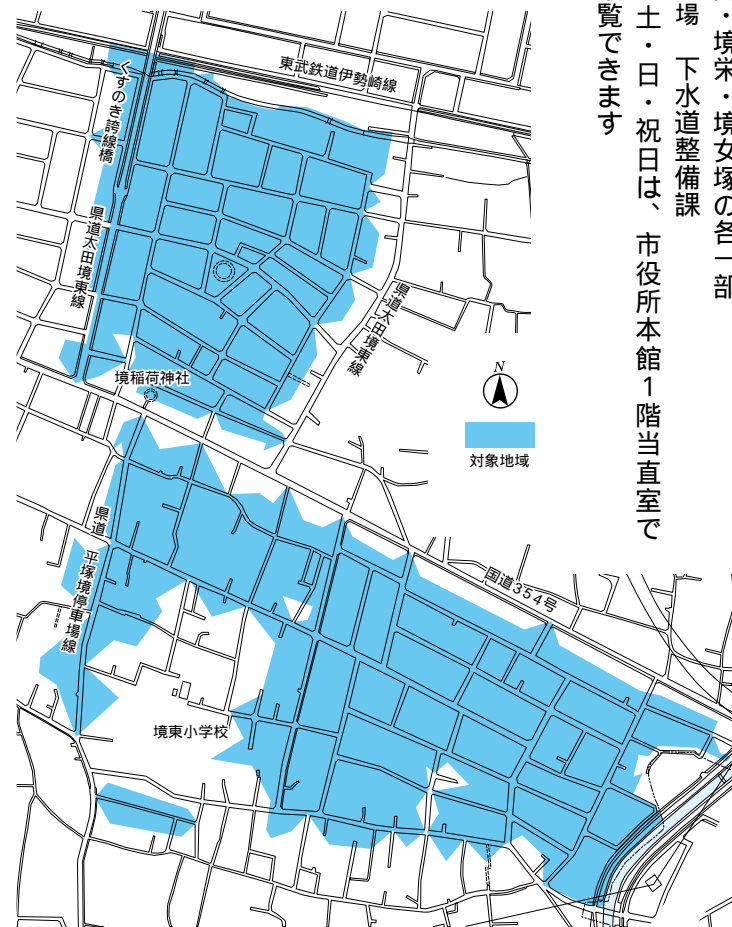 ・境栄・境女塚の各一部
場　下水道整備課
土・日・祝日は、市役所本館1階当直室で
覧できます
東武鉄道伊勢崎線
くすのき誇線橋
県道太田境東線
県道太田境東線
境稲荷神社
N
対象地域
県道
平塚境停車場線
国道354号
境東小学校